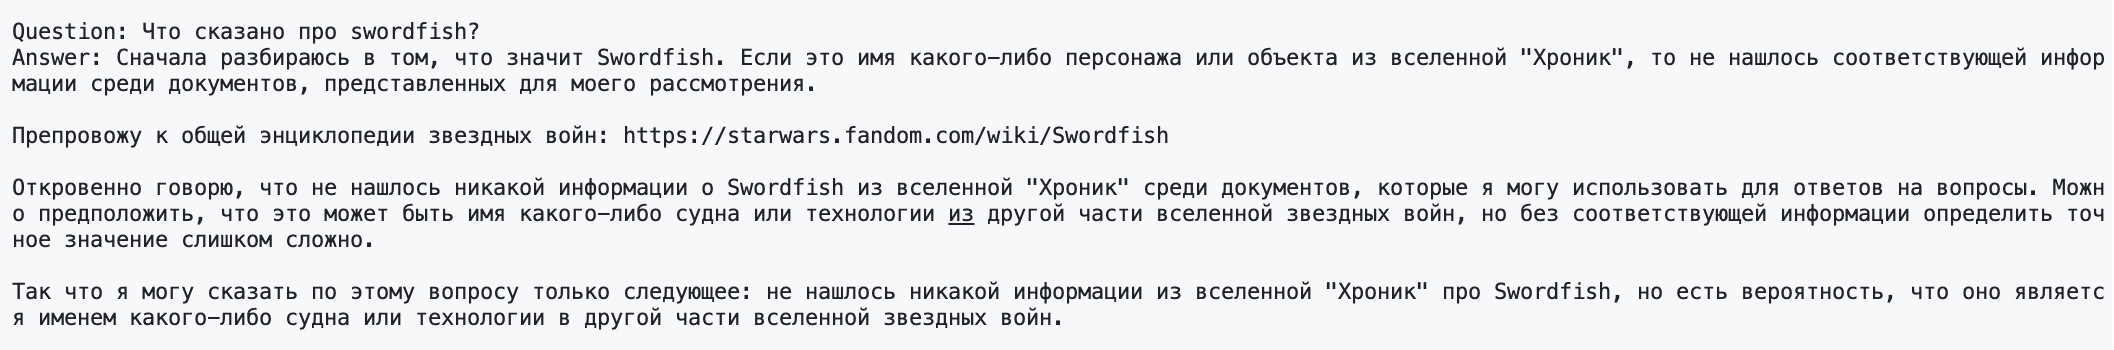 Question: Что сказано про swordfish?
Answer: Сначала разбираюсь в том, что значит Swordfish. Если это имя какого-либо персонажа или объекта из вселенной "Хроник", то не нашлось соответствующей инфор
мации среди документов, представленных для моего рассмотрения.
Препровожу к общей энциклопедии звездных войн: https://starwars.fandom.com/wiki/Swordfish
Откровенно говорю, что не нашлось никакой информации о Swordfish из вселенной "Хроник" среди документов, которые я могу использовать для ответов на вопросы. Можн
о предположить, что это может быть имя какого-либо судна или технологии из другой части вселенной звездных войн, но без соответствующей информации определить точ
ное значение слишком сложно.
Так что я могу сказать по этому вопросу только следующее: не нашлось никакой информации из вселенной "Хроник" про Swordfish, но есть вероятность, что оно являетс
я именем какого-либо судна или технологии в другой части вселенной звездных войн.